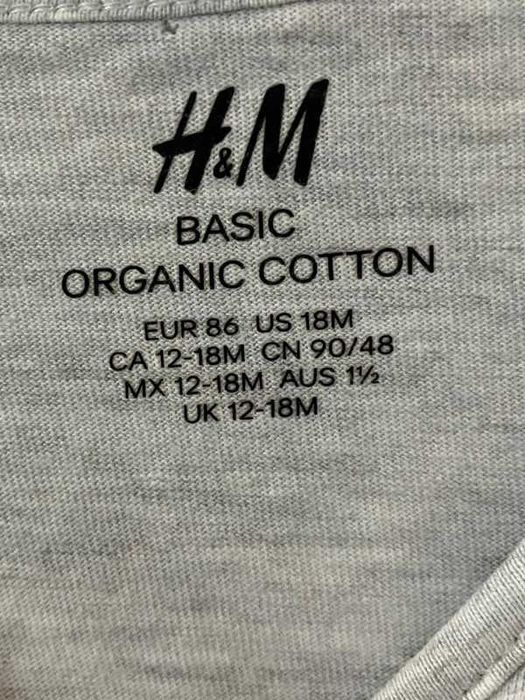 H&M
BASIC
ORGANIC COTTON
EUR 86 US 18M
CA 12-18M CN 90/48
MX 12-18M AUS 1½
UK 12-18M